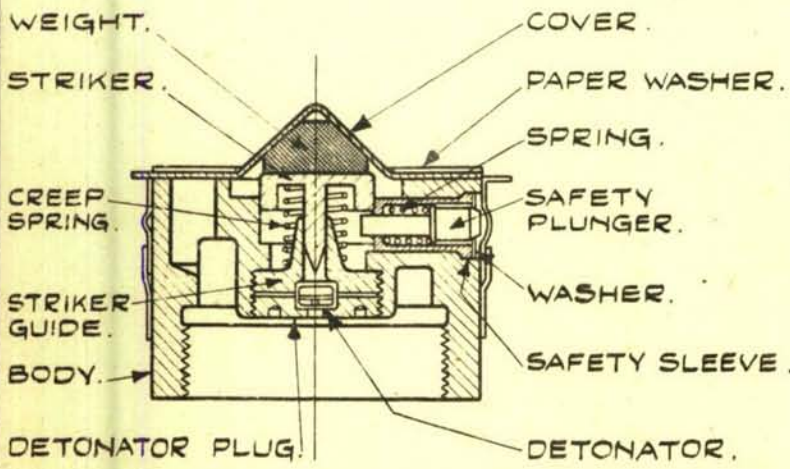 WEIGHT.
STRIKER.
CREEP
SPRING.
STRIKER
GUIDE.
BODY.
DETONATOR PLUG.
COVER.
PAPER WASHER.
SPRING.
SAFETY
PLUNGER.
WASHER.
SAFETY SLEEVE.
DETONATOR.